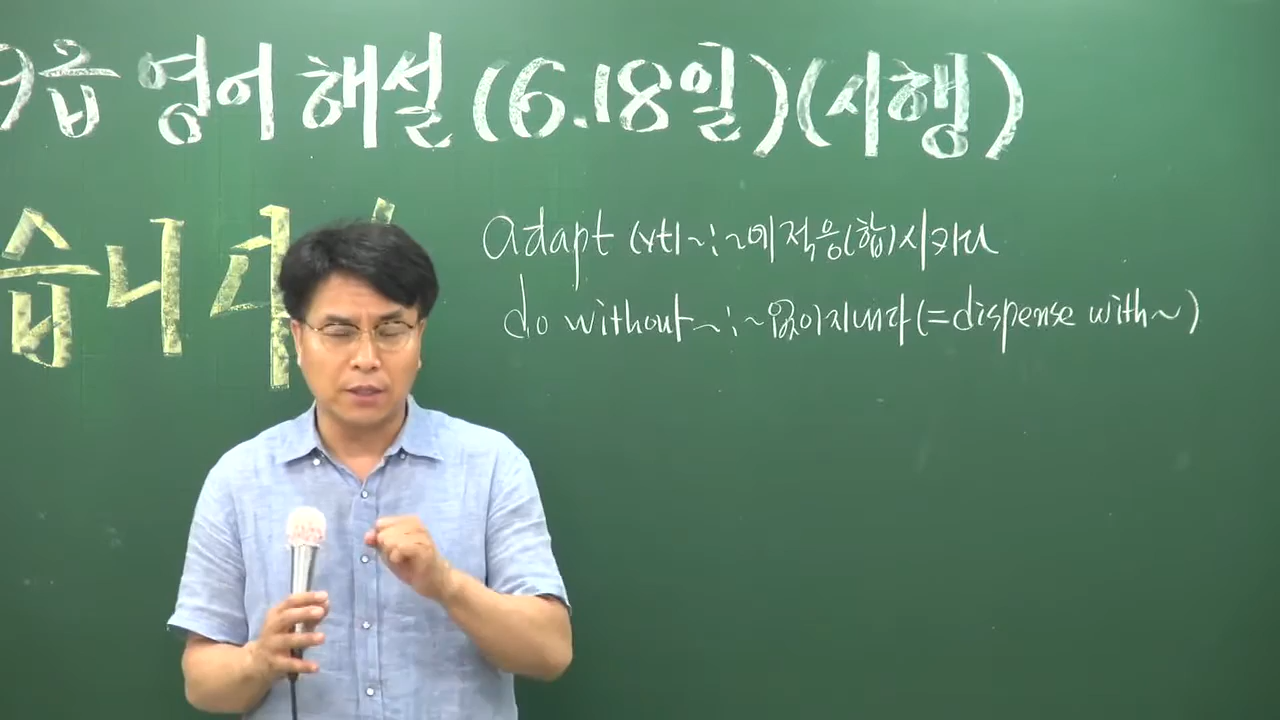 9급 영어 해설 (6.18일)(시행)
습니다
adapt (vt) ~ : ~에 적응(합)시키다
do without ~ : ~없이 지내다 (= dispense with ~)